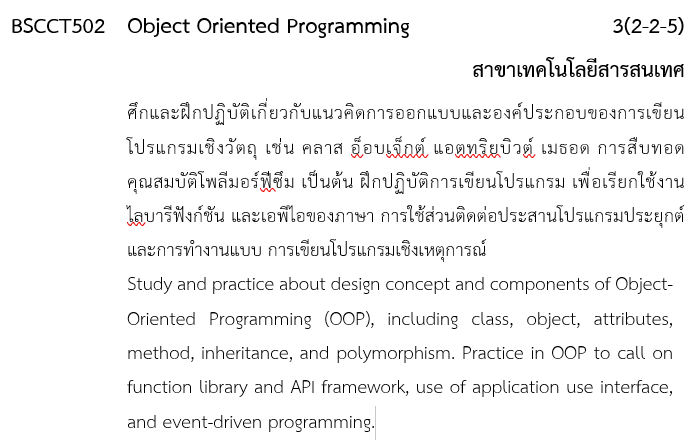 BSCCT502 Object Oriented Programming 3(2-2-5)
สาขาเทคโนโลยีสารสนเทศ
ศึกและฝึกปฏิบัติเกี่ยวกับแนวคิดการออกแบบและองค์ประกอบของการเขียน
โปรแกรมเชิงวัตถุ เช่น คลาส อ็อบเจ็กต์ แอตทริยบิวต์ เมธอด การสืบทอด
คุณสมบัติโพลีมอร์ฟีซึม เป็นต้น ฝึกปฏิบัติการเขียนโปรแกรม เพื่อเรียกใช้งาน
ไลบารีฟังก์ชัน และเอพีไอของภาษา การใช้ส่วนติดต่อประสานโปรแกรมประยุกต์
และการทำงานแบบ การเขียนโปรแกรมเชิงเหตุการณ์
Study and practice about design concept and components of Object-
Oriented Programming (OOP), including class, object, attributes,
method, inheritance, and polymorphism. Practice in OOP to call on
function library and API framework, use of application use interface,
and event-driven programming.